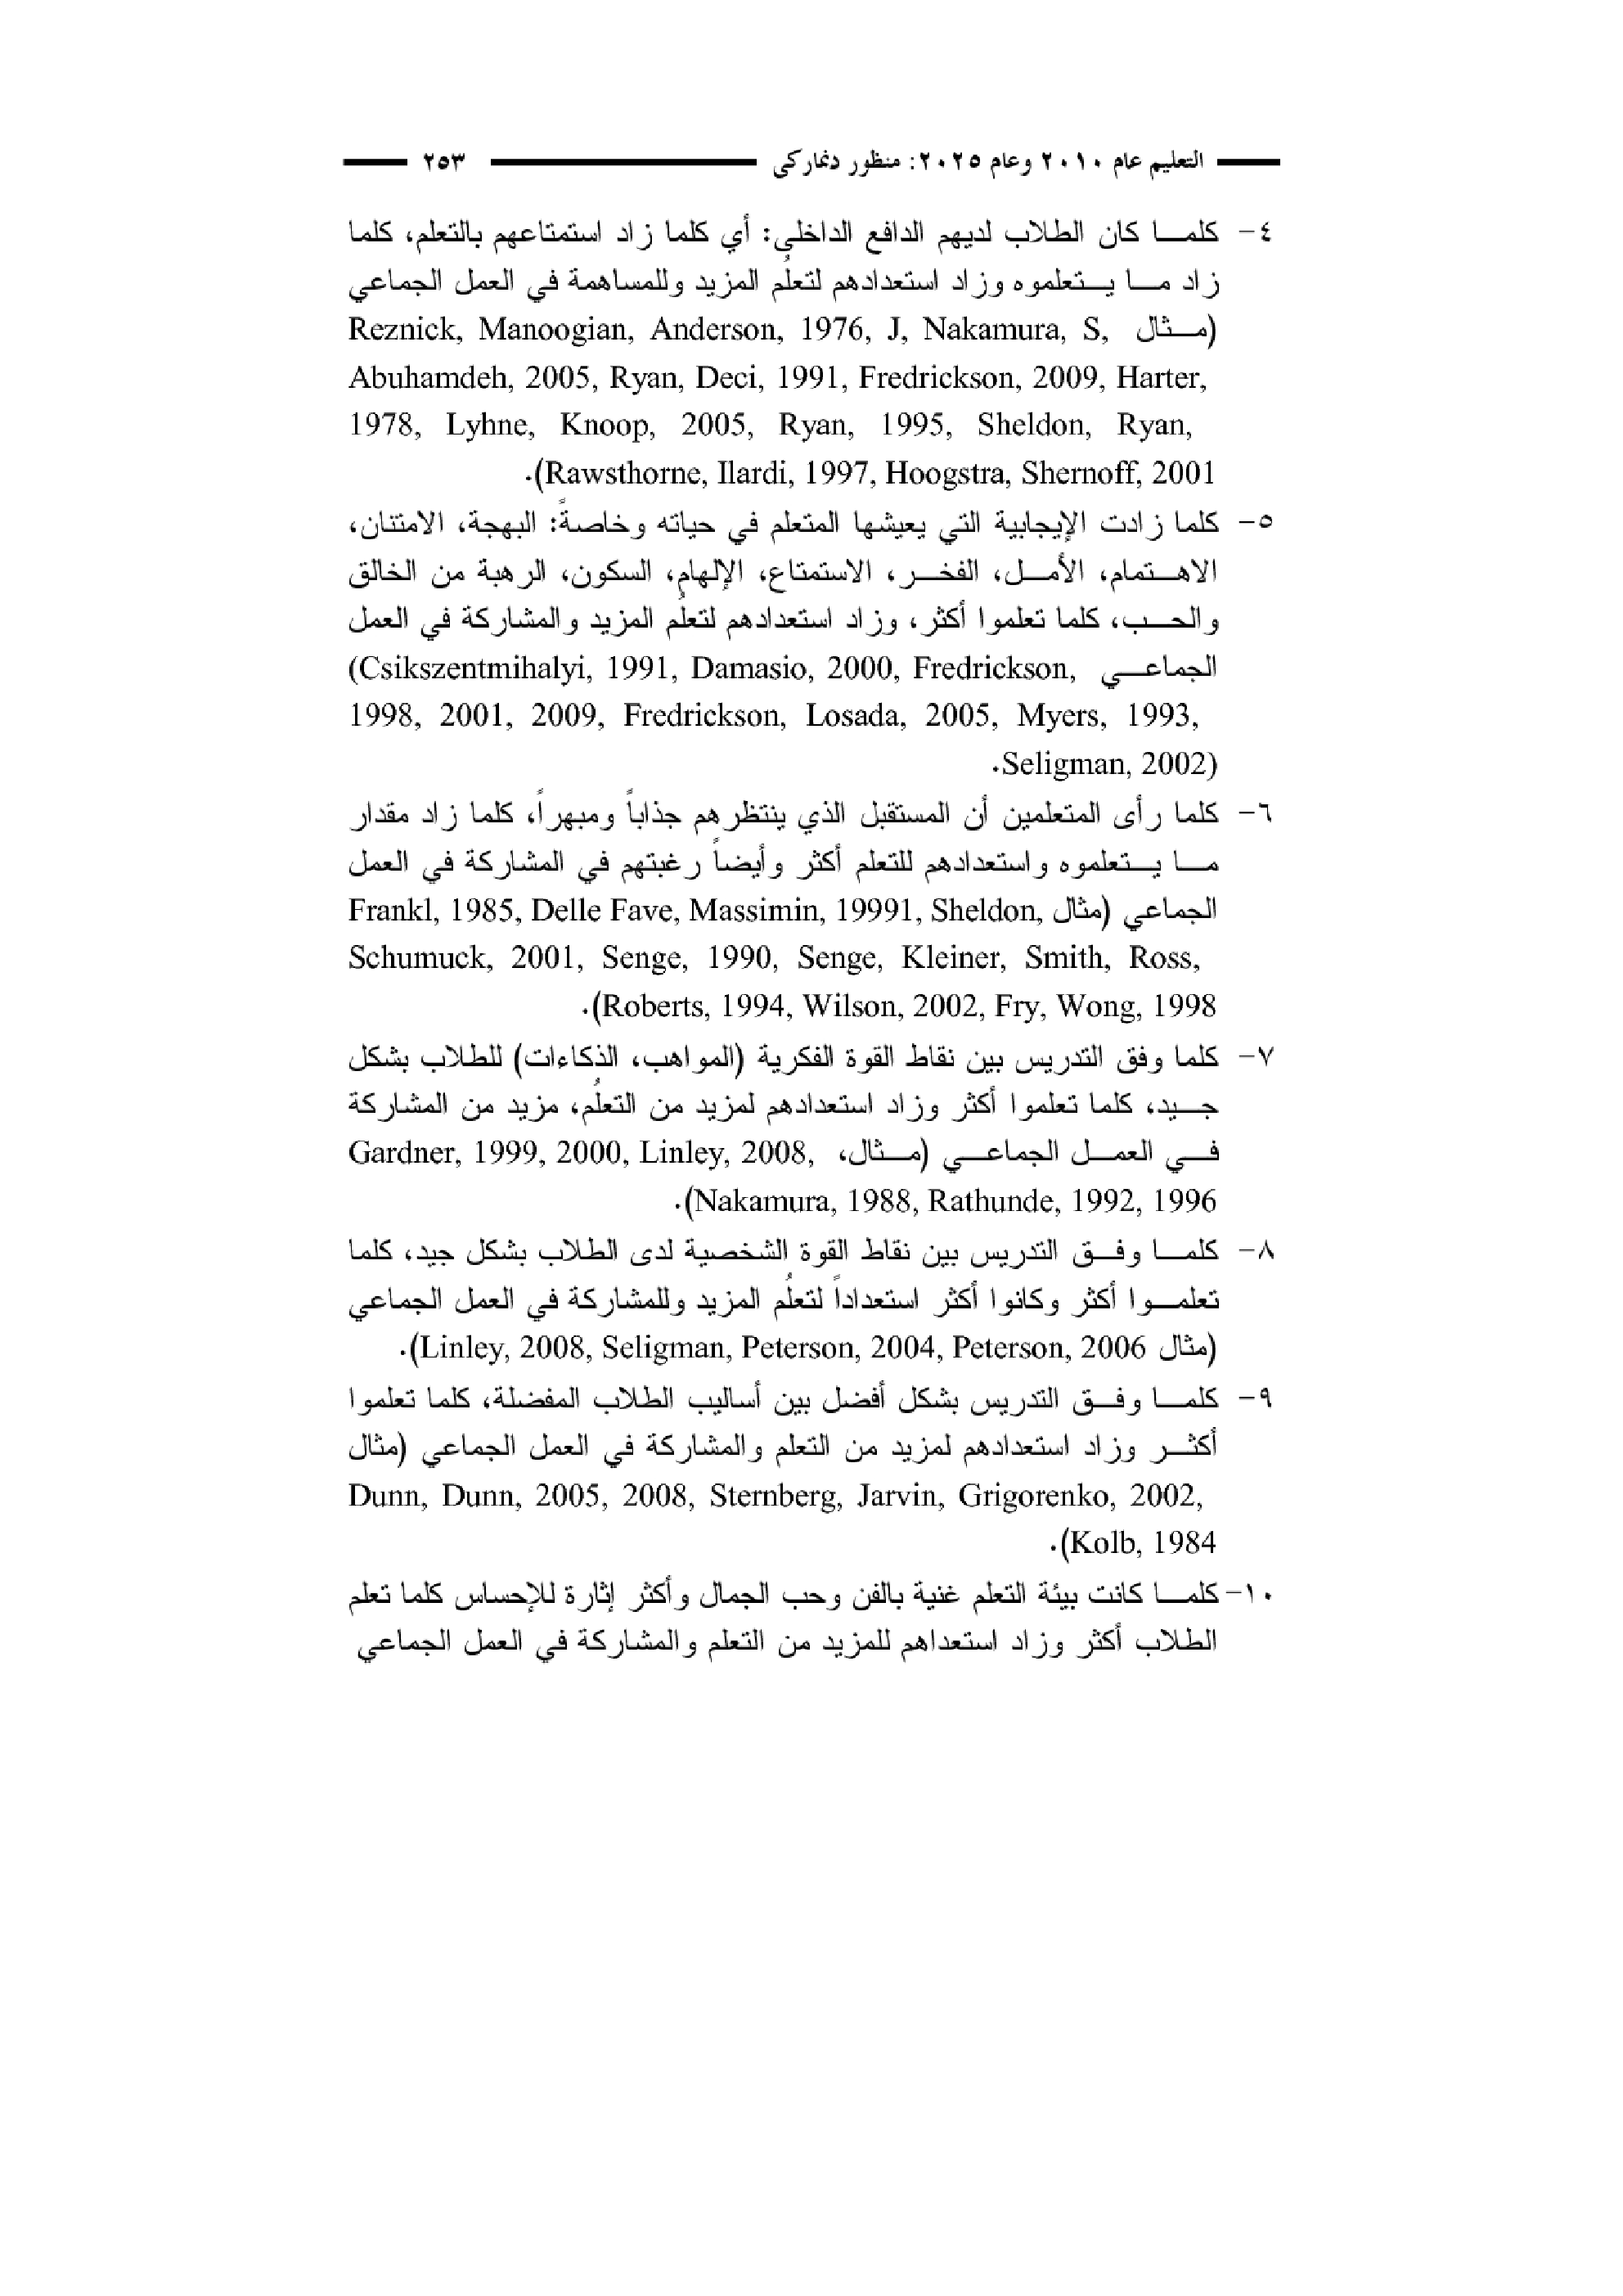 التعليم عام ٢٠١٠ وعام ٢٠٢٥: منظور دنماركى ٢٥٣
٤- كلمـــا كان الطلاب لديهم الدافع الداخلي: أي كلما زاد استمتاعهم بالتعلم، كلما
زاد مـــا يـــتعلموه وزاد استعدادهم لتعلُم المزيد وللمساهمة في العمل الجماعي
(مـــثال Reznick, Manoogian, Anderson, 1976, J, Nakamura, S,
Abuhamdeh, 2005, Ryan, Deci, 1991, Fredrickson, 2009, Harter,
1978, Lyhne, Knoop, 2005, Ryan, 1995, Sheldon, Ryan,
Rawsthorne, Ilardi, 1997, Hoogstra, Shernoff, 2001).
٥- كلما زادت الإيجابية التي يعيشها المتعلم في حياته وخاصةً: البهجة، الامتنان،
الاهـــتمام، الأمـــل، الفخـــر، الاستمتاع، الإلهام، السكون، الرهبة من الخالق
والحـــب، كلما تعلموا أكثر، وزاد استعدادهم لتعلُم المزيد والمشاركة في العمل
الجماعـــي (Csikszentmihalyi, 1991, Damasio, 2000, Fredrickson,
1998, 2001, 2009, Fredrickson, Losada, 2005, Myers, 1993,
Seligman, 2002).
٦- كلما رأى المتعلمين أن المستقبل الذي ينتظرهم جذاباً ومبهراً، كلما زاد مقدار
مـــا يـــتعلموه واستعدادهم للتعلم أكثر وأيضاً رغبتهم في المشاركة في العمل
الجماعي (مثال Frankl, 1985, Delle Fave, Massimin, 19991, Sheldon,
Schumuck, 2001, Senge, 1990, Senge, Kleiner, Smith, Ross,
Roberts, 1994, Wilson, 2002, Fry, Wong, 1998).
٧- كلما وفق التدريس بين نقاط القوة الفكرية (المواهب، الذكاءات) للطلاب بشكل
جـــيد، كلما تعلموا أكثر وزاد استعدادهم لمزيد من التعلُم، مزيد من المشاركة
فـــي العمـــل الجماعـــي (مـــثال، Gardner, 1999, 2000, Linley, 2008,
Nakamura, 1988, Rathunde, 1992, 1996).
٨- كلمـــا وفـــق التدريس بين نقاط القوة الشخصية لدى الطلاب بشكل جيد، كلما
تعلمـــوا أكثر وكانوا أكثر استعداداً لتعلُم المزيد وللمشاركة في العمل الجماعي
(مثال Linley, 2008, Seligman, Peterson, 2004, Peterson, 2006).
٩- كلمـــا وفـــق التدريس بشكل أفضل بين أساليب الطلاب المفضلة، كلما تعلموا
أكثـــر وزاد استعدادهم لمزيد من التعلم والمشاركة في العمل الجماعي (مثال
Dunn, Dunn, 2005, 2008, Sternberg, Jarvin, Grigorenko, 2002,
Kolb, 1984).
١٠- كلمـــا كانت بيئة التعلم غنية بالفن وحب الجمال وأكثر إثارة للإحساس كلما تعلم
الطلاب أكثر وزاد استعداهم للمزيد من التعلم والمشاركة في العمل الجماعي